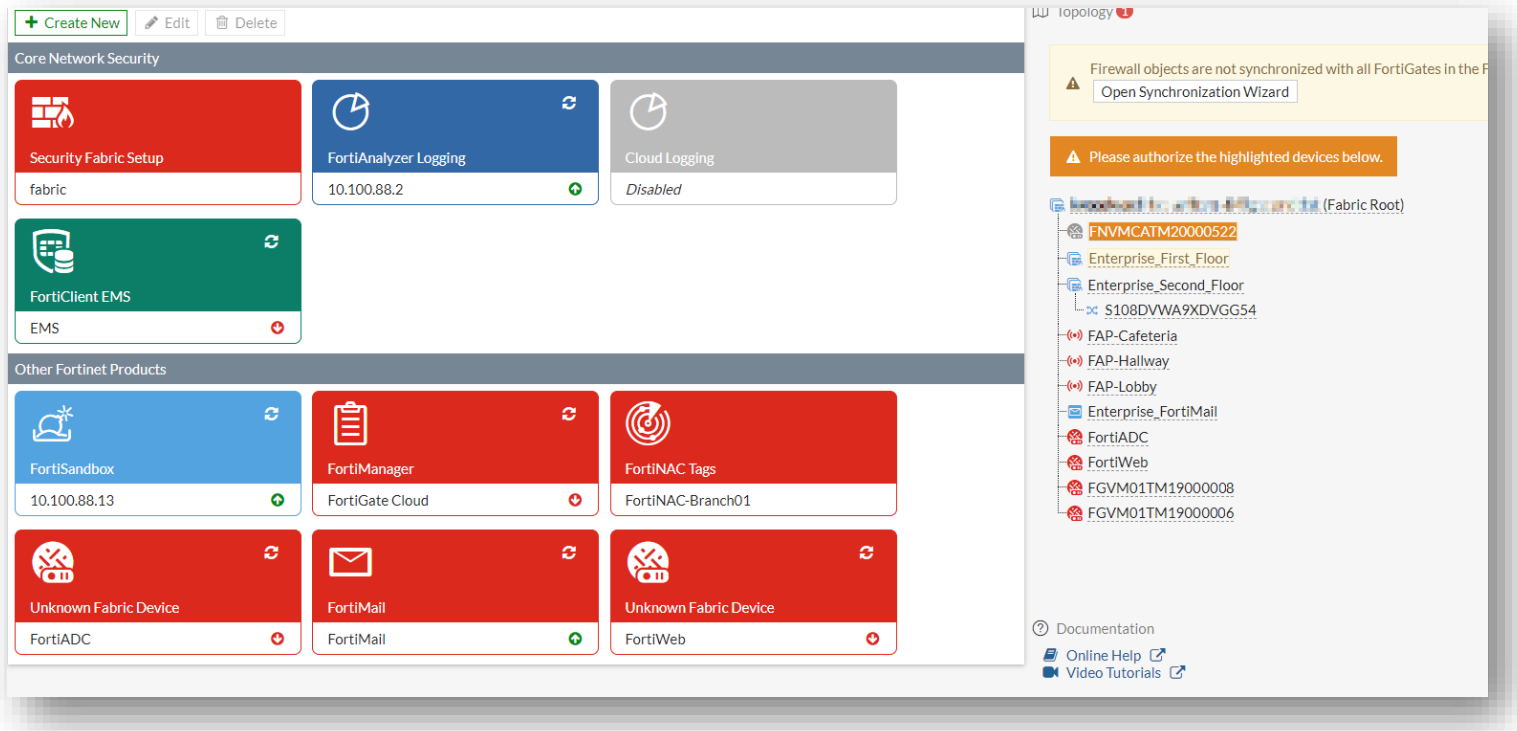 Create New
Edit
Delete
Core Network Security
Security Fabric Setup
fabric
FortiAnalyzer Logging
10.100.88.2
Cloud Logging
Disabled
FortiClient EMS
EMS
Other Fortinet Products
FortiSandbox
10.100.88.13
FortiManager
FortiGate Cloud
FortiNAC Tags
FortiNAC-Branch01
Unknown Fabric Device
FortiADC
FortiMail
FortiMail
Unknown Fabric Device
FortiWeb
Topology 1
Firewall objects are not synchronized with all FortiGates in the F
Open Synchronization Wizard
Please authorize the highlighted devices below.
(Fabric Root)
FNVMCATM20000522
Enterprise_First_Floor
Enterprise_Second_Floor
S108DVWA9XDVGG54
FAP-Cafeteria
FAP-Hallway
FAP-Lobby
Enterprise_FortiMail
FortiADC
FortiWeb
FGVM01TM19000008
FGVM01TM19000006
Documentation
Online Help
Video Tutorials